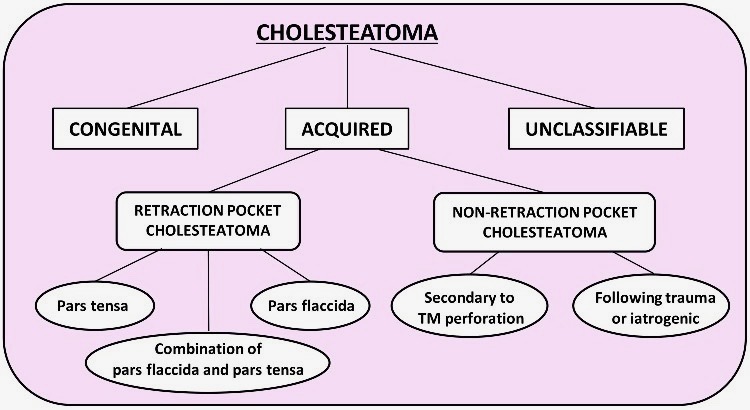 CHOLESTEATOMA
CONGENITAL
ACQUIRED
UNCLASSIFIABLE
RETRACTION POCKET
CHOLESTEATOMA
NON-RETRACTION POCKET
CHOLESTEATOMA
Pars tensa
Pars flaccida
Combination of
pars flaccida and pars tensa
Secondary to
TM perforation
Following trauma
or iatrogenic